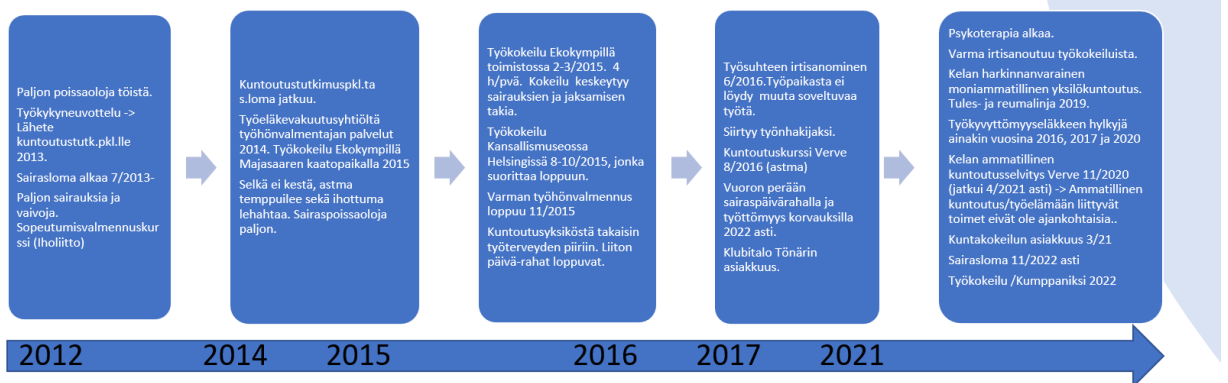 Paljon poissaoloja töistä.
Työkykyneuvottelu ->
Lähete
kuntoutustutk.pkl.lle
2013.
Sairasloma alkaa 7/2013-
Paljon sairauksia ja
vaivoja.
Sopeutumisvalmennuskur
ssi (Iholiitto)
Kuntoutustutkimuspkl.ta
s.loma jatkuu.
Työeläkevakuutusyhtiöltä
työhönvalmentajan palvelut
2014. Työkokeilu Ekokympillä
Majasaaren kaatopaikalla 2015
Selkä ei kestä, astma
temppuilee sekä ihottuma
lehahtaa. Sairaspoissaoloja
paljon.
Työkokeilu Ekokympillä
toimistossa 2-3/2015. 4
h/pvä. Kokeilu keskeytyy
sairauksien ja jaksamisen
takia.
Työkokeilu
Kansallismuseossa
Helsingissä 8-10/2015, jonka
suorittaa loppuun.
Varman työhönvalmennus
loppuu 11/2015
Kuntoutusyksiköstä takaisin
työterveyden piiriin. Liiton
päivä-rahat loppuvat.
Työsuhteen irtisanominen
6/2016.Työpaikasta ei
löydy muuta soveltuvaa
työtä.
Siirtyy työnhakijaksi.
Kuntoutuskurssi Verve
8/2016 (astma)
Vuoron perään
sairaspäivärahalla ja
työttömyys korvauksilla
2022 asti.
Klubitalo Tönärin
asiakkuus.
Psykoterapia alkaa.
Varma irtisanoutuu työkokeiluista.
Kelan harkinnanvarainen
moniammatillinen yksilökuntoutus.
Tules- ja reumalinja 2019.
Työkyvyttömyyseläkkeen hylkyjä
ainakin vuosina 2016, 2017 ja 2020
Kelan ammatillinen
kuntoutusselvitys Verve 11/2020
(jatkui 4/2021 asti) -> Ammatillinen
kuntoutus/työelämään liittyvät
toimet eivät ole ajankohtaisia..
Kuntakokeilun asiakkuus 3/21
Sairasloma 11/2022 asti
Työkokeilu /Kumppaniksi 2022
2012 2014 2015 2016 2017 2021